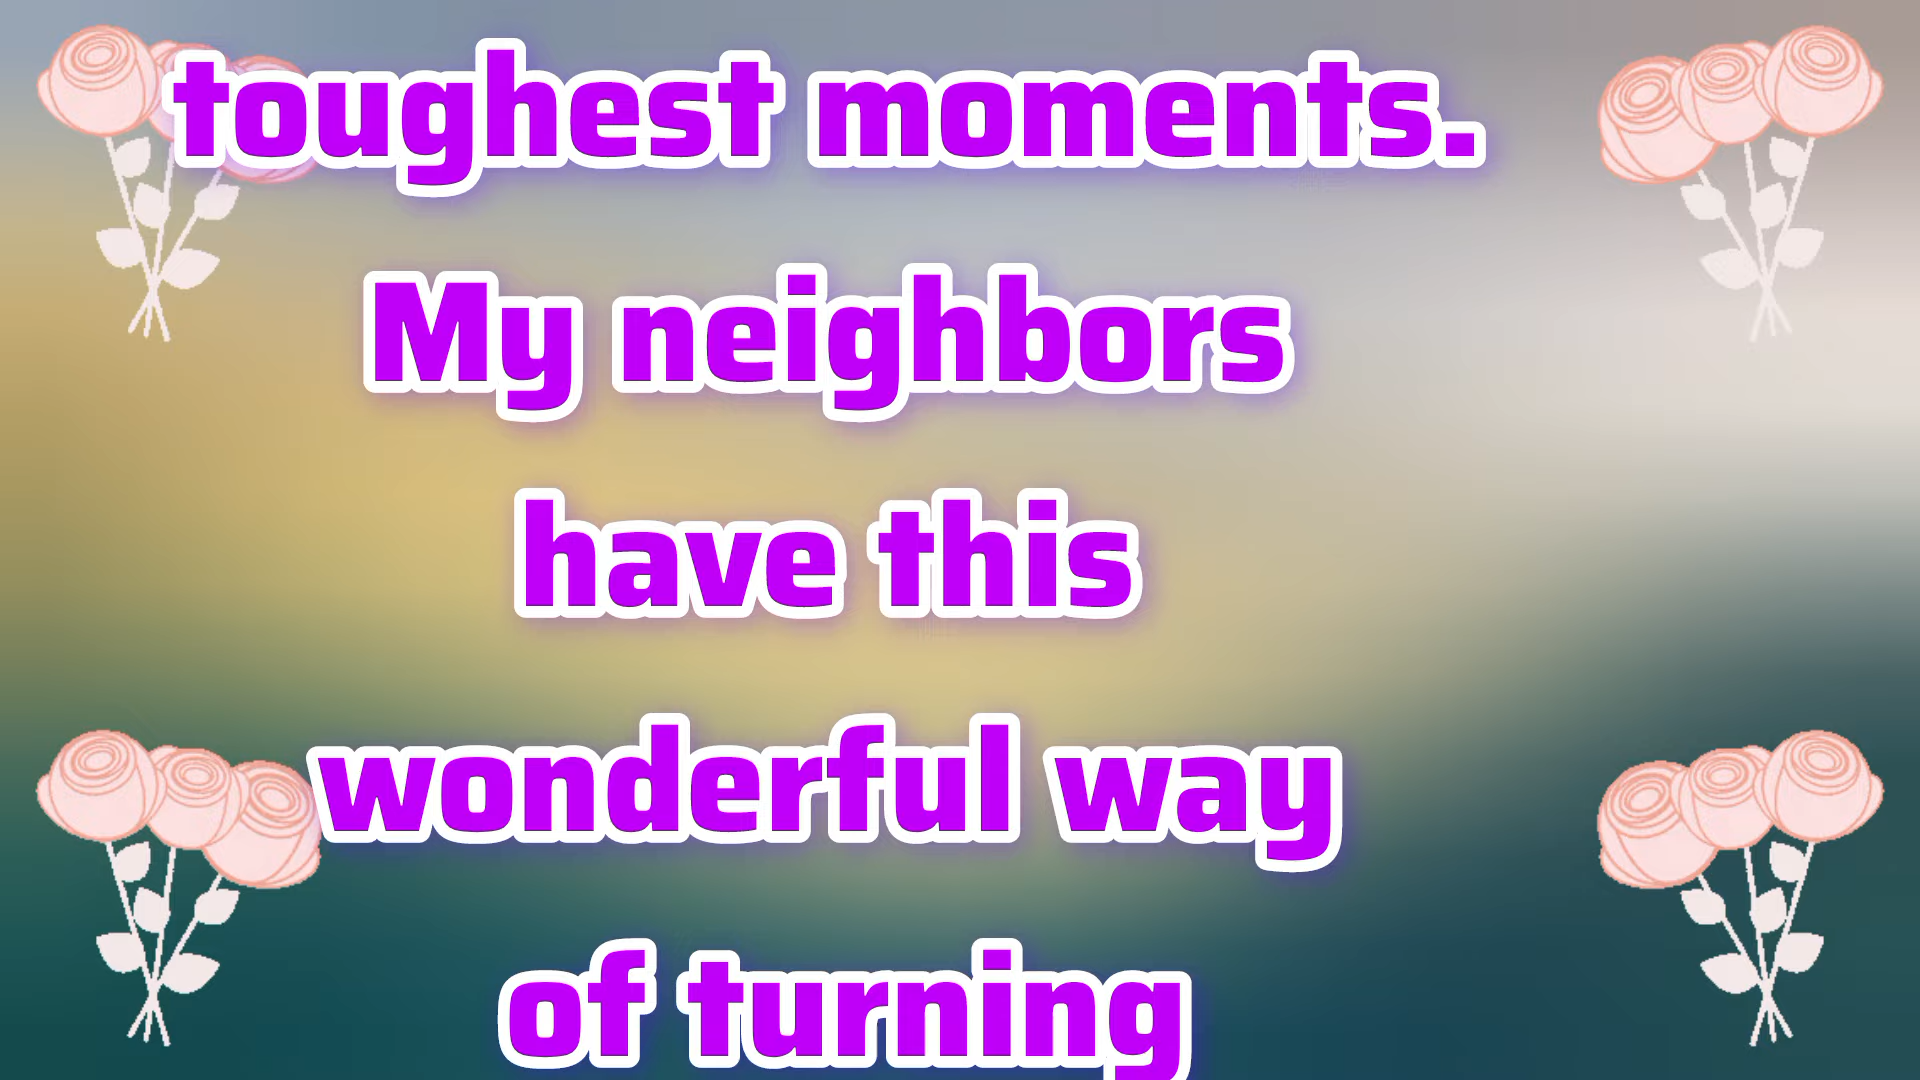 toughest moments.
My neighbors
have this
wonderful way
of turning